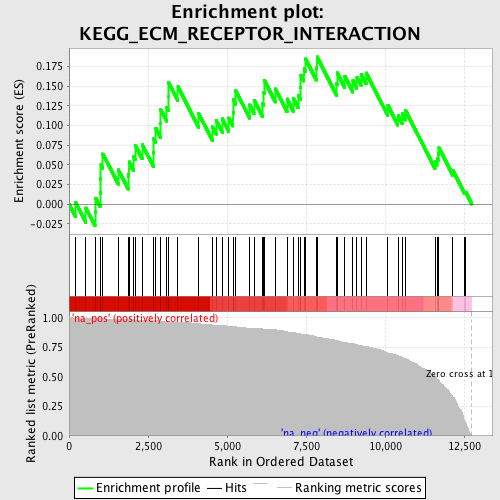 Enrichment plot:
KEGG_ECM_RECEPTOR_INTERACTION
Enrichment score (ES)
0.175
0.150
0.125
0.100
0.075
0.050
0.025
0.000
-0.025
Ranked list metric (PreRanked)
1.00
0.75
0.50
0.25
0.00
'na_pos' (positively correlated)
Zero cross at 1
'na_neg' (negatively correlated)
0
2,500
5,000
7,500
10,000
12,500
Rank in Ordered Dataset
Enrichment profile
Hits
Ranking metric scores